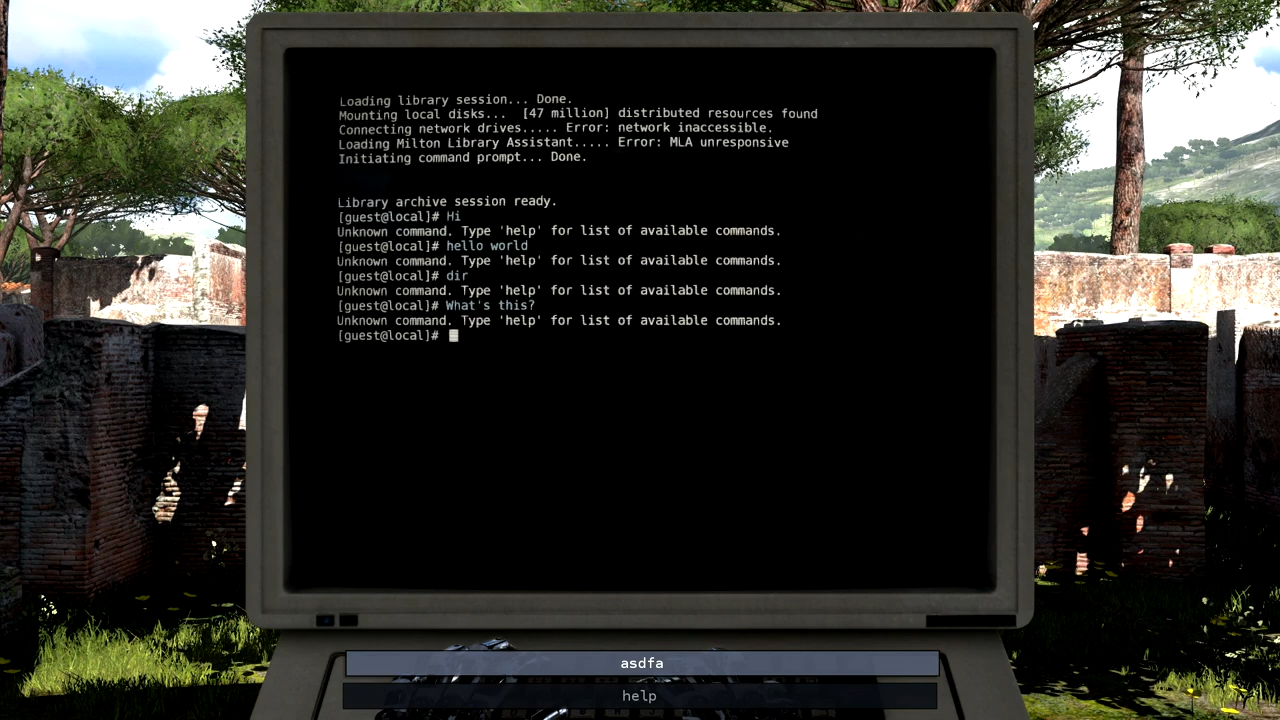 Loading library session... Done.
Mounting local disks...  [47 million] distributed resources found
Connecting network drives..... Error: network inaccessible.
Loading Milton Library Assistant..... Error: MLA unresponsive
Initiating command prompt... Done.
Library archive session ready.
[guest@local]# Hi
Unknown command. Type 'help' for list of available commands.
[guest@local]# hello world
Unknown command. Type 'help' for list of available commands.
[guest@local]# dir
Unknown command. Type 'help' for list of available commands.
[guest@local]# What's this?
Unknown command. Type 'help' for list of available commands.
[guest@local]#
asdfa
help